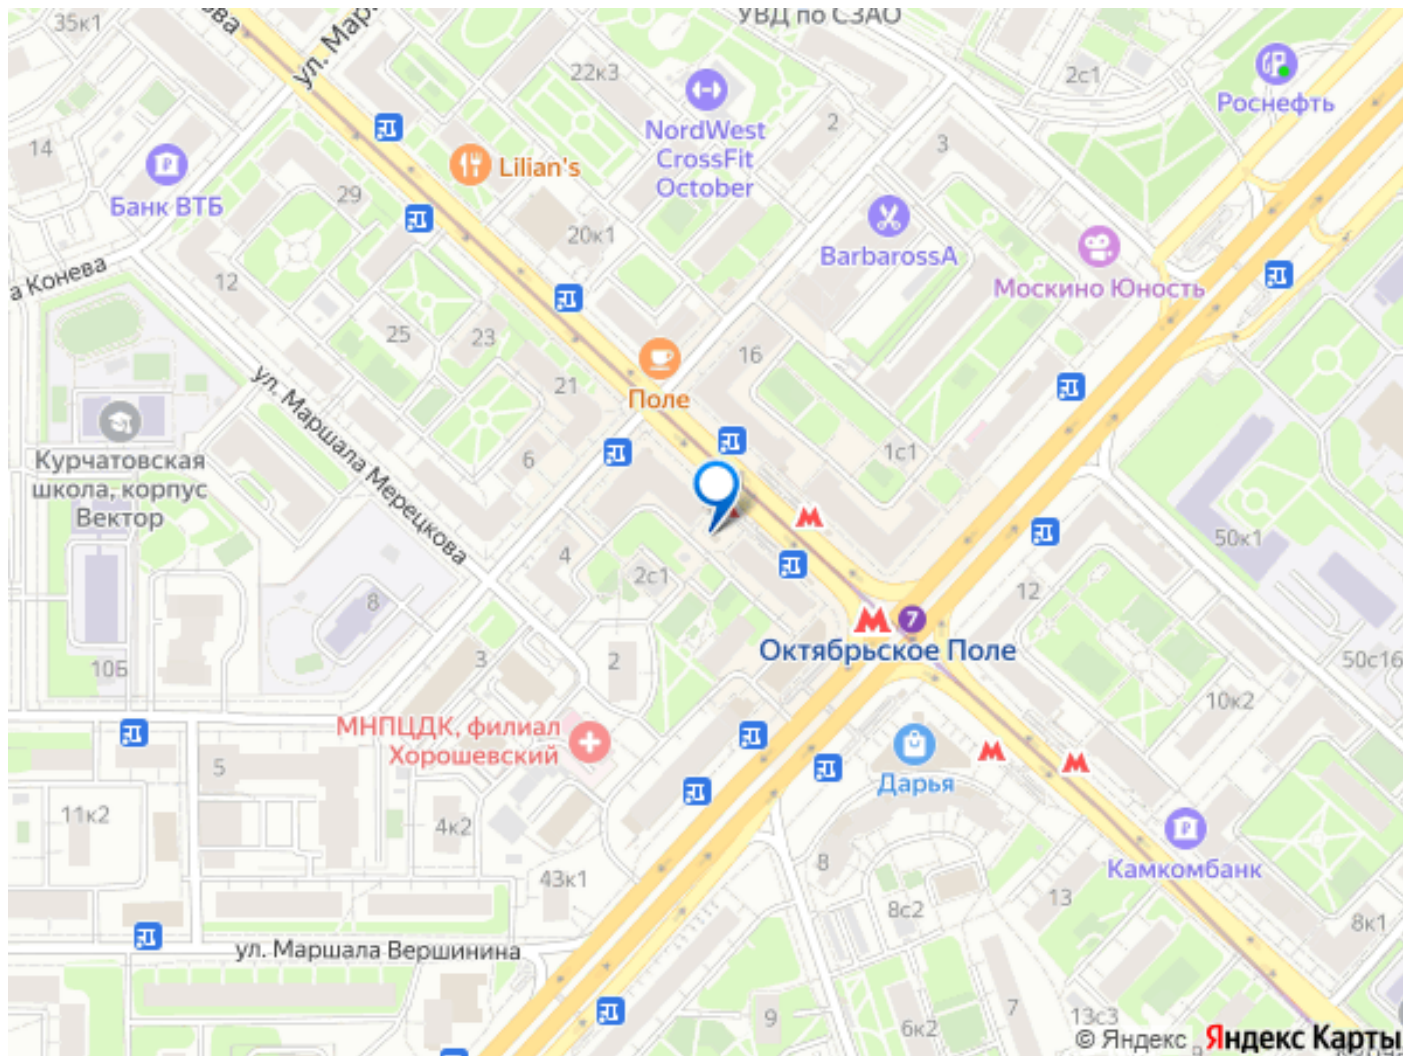 35к1
ова
ул. Мар
УВД по СЗАО
22к3
2с1
Роснефть
NordWest
CrossFit
October
2
3
14
Lilian's
Банк ВТБ
29
20к1
BarbarossA
Москино Юность
а Конева
12
25
23
16
21
Поле
ул. Маршала Мерецкова
Курчатовская
школа, корпус
Вектор
6
1с1
50к1
4
2с1
8
12
7
Октябрьское Поле
10Б
3
2
50с16
10к2
МНПЦДК, филиал
Хорошевский
5
Дарья
11к2
4к2
Камкомбанк
8
43к1
13
8с2
8к1
ул. Маршала Вершинина
9
6к2
7
13с3
© Яндекс Яндекс Карты